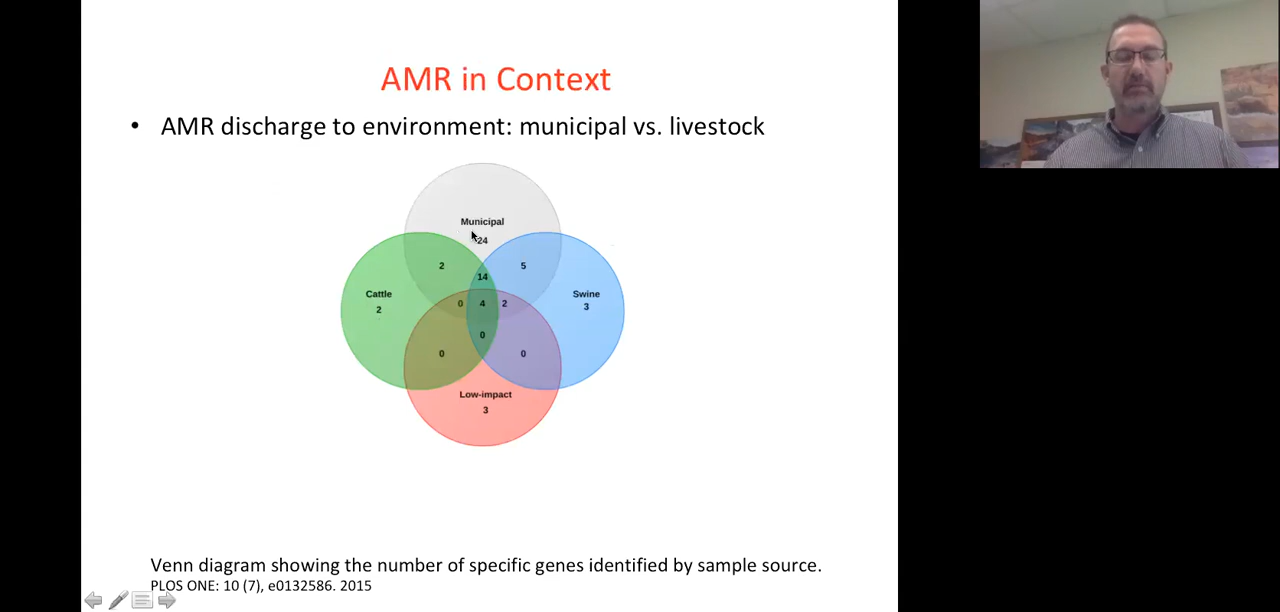 AMR in Context
• AMR discharge to environment: municipal vs. livestock
Municipal
24
2
5
14
Cattle
2
Swine
3
0
4
2
0
0
0
Low-impact
3
Venn diagram showing the number of specific genes identified by sample source.
PLOS ONE: 10 (7), e0132586. 2015